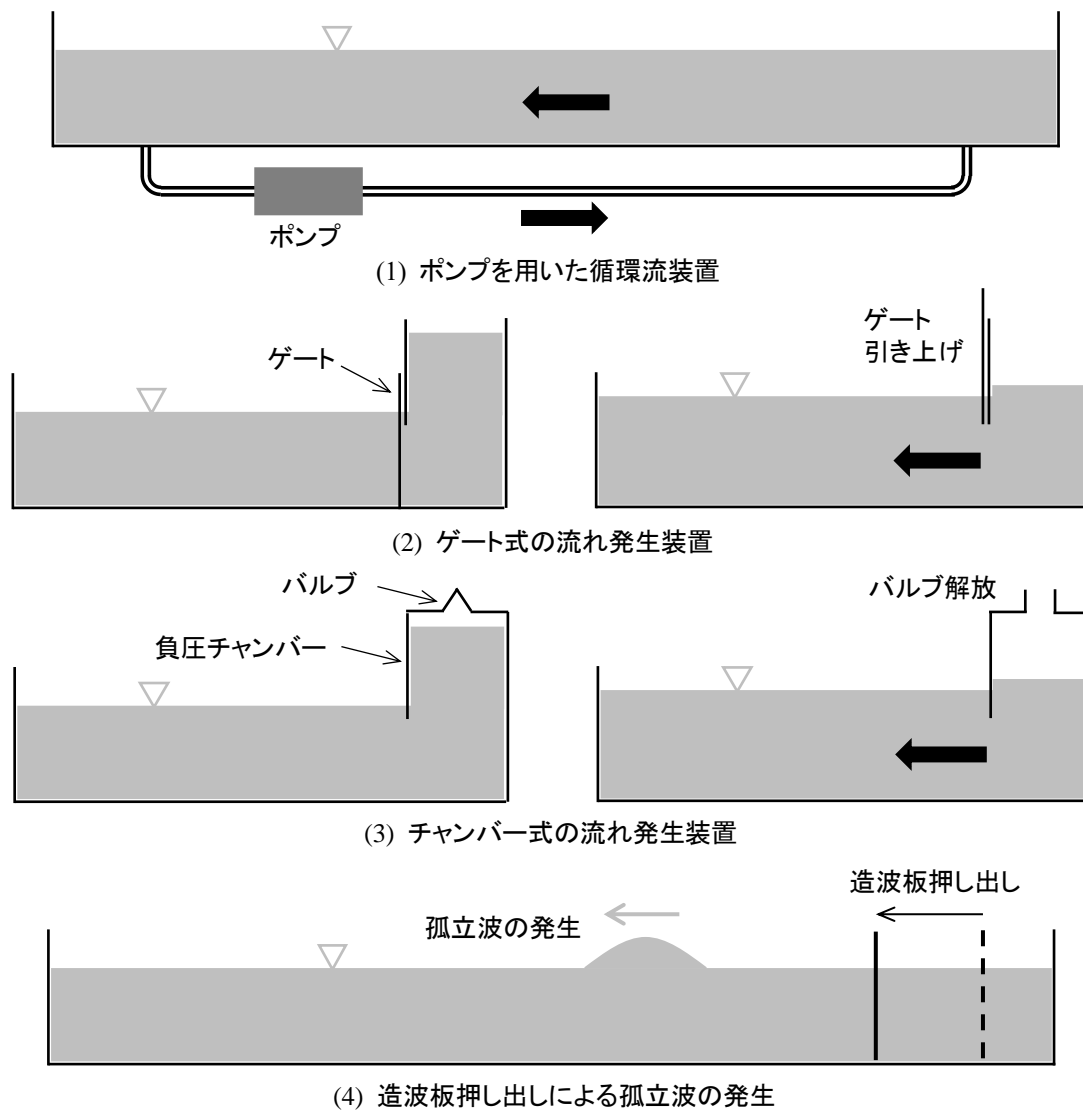 ポンプ
(1) ポンプを用いた循環流装置
ゲート
ゲート
引き上げ
(2) ゲート式の流れ発生装置
バルブ
負圧チャンバー
バルブ解放
(3) チャンバー式の流れ発生装置
造波板押し出し
孤立波の発生
(4) 造波板押し出しによる孤立波の発生